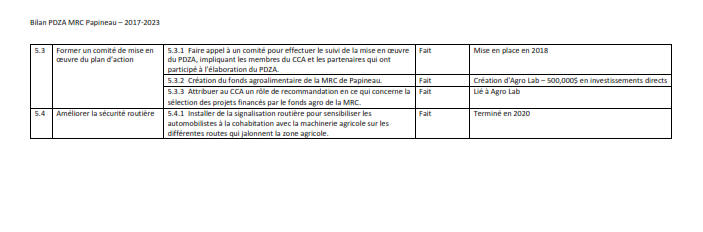 Bilan PDZA MRC Papineau – 2017-2023
5.3 Former un comité de mise en 5.3.1 Faire appel à un comité pour effectuer le suivi de la mise en œuvre Fait Mise en place en 2018
œuvre du plan d'action du PDZA, impliquant les membres du CCA et les partenaires qui ont
participé à l'élaboration du PDZA.
5.3.2 Création du fonds agroalimentaire de la MRC de Papineau. Fait Création d'Agro Lab – 500,000$ en investissements directs
5.3.3 Attribuer au CCA un rôle de recommandation en ce qui concerne la Fait Lié à Agro Lab
sélection des projets financés par le fonds agro de la MRC.
5.4 Améliorer la sécurité routière 5.4.1 Installer de la signalisation routière pour sensibiliser les Fait Terminé en 2020
automobilistes à la cohabitation avec la machinerie agricole sur les
différentes routes qui jalonnent la zone agricole.